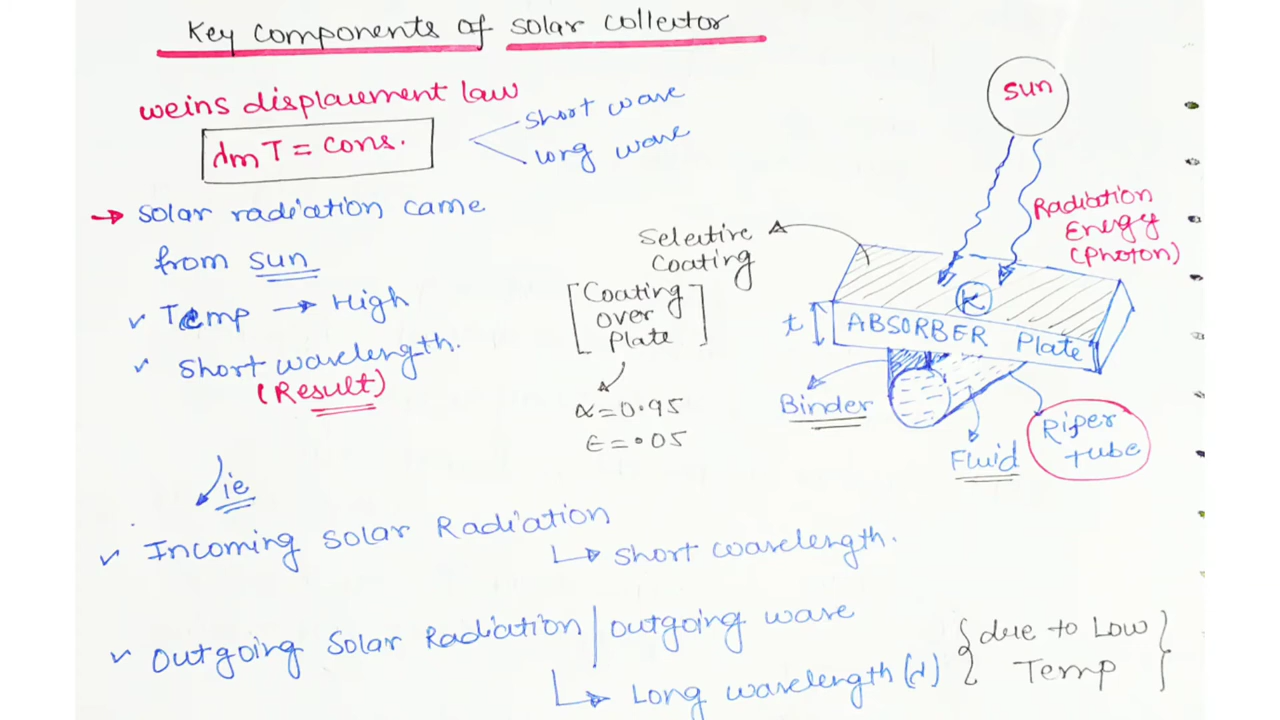 Key components of solar collector
weins displacement law
dm T = cons.
short wave
long wave
→ solar radiation came
from sun
✓ Temp → High
✓ short wavelength.
(Result)
ie
✓ Incoming solar Radiation
↳ short wavelength.
✓ Outgoing Solar Radiation | outgoing wave
↳ Long wavelength (d) { due to Low
Temp }
Selective
Coating
[Coating
over
Plate]
α=0.95
ε=.05
Sun
Radiation
Energy
(Photon)
K
t
ABSORBER Plate
Binder
Fluid
Riper
tube